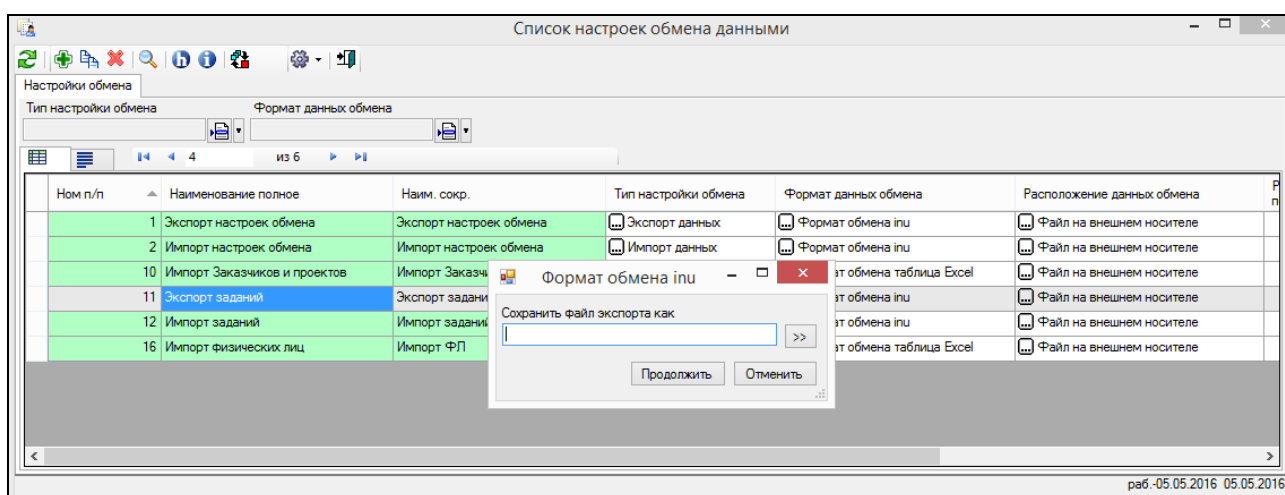 Список настроек обмена данными
Настройки обмена
Тип настройки обмена Формат данных обмена
4 из 6
Ном п/п Наименование полное Наим. сокр. Тип настройки обмена Формат данных обмена Расположение данных обмена
1 Экспорт настроек обмена Экспорт настроек обмена ... Экспорт данных ... Формат обмена inu ... Файл на внешнем носителе
2 Импорт настроек обмена Импорт настроек обмена ... Импорт данных ... Формат обмена inu ... Файл на внешнем носителе
10 Импорт Заказчиков и проектов Импорт Заказчи ат обмена таблица Excel ... Файл на внешнем носителе
11 Экспорт заданий Экспорт задани ат обмена inu ... Файл на внешнем носителе
12 Импорт заданий Импорт заданий ат обмена inu ... Файл на внешнем носителе
16 Импорт физических лиц Импорт ФЛ ат обмена таблица Excel ... Файл на внешнем носителе
Формат обмена inu
Сохранить файл экспорта как
>>
Продолжить Отменить
раб.-05.05.2016 05.05.2016